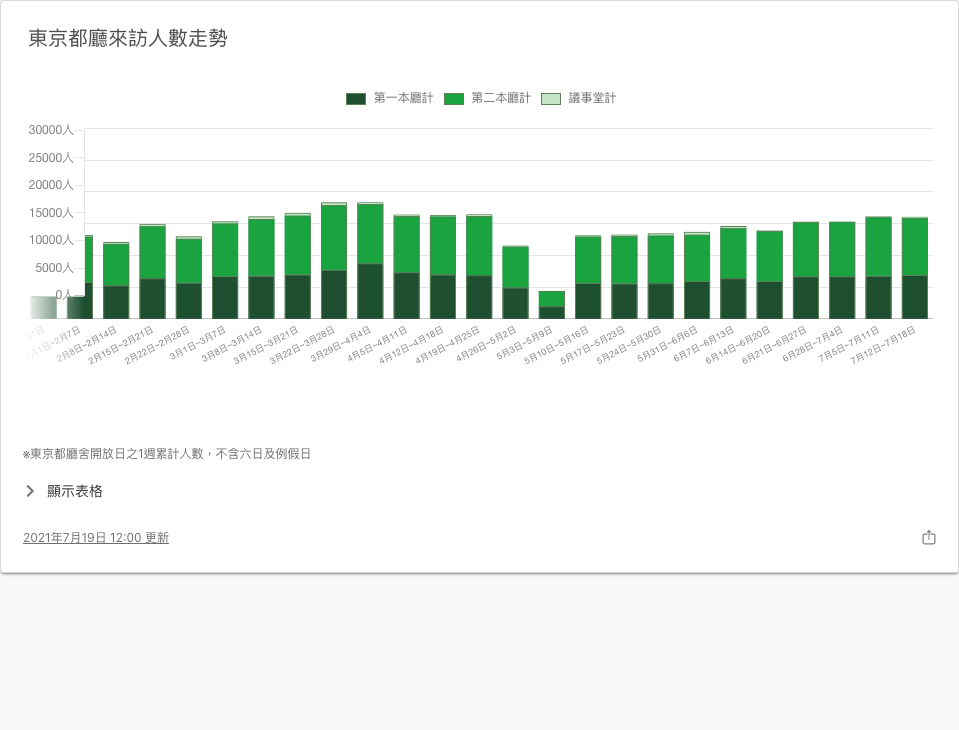 東京都廳來訪人數走勢
第一本廳計 第二本廳計 議事堂計
30000人
25000人
20000人
15000人
10000人
5000人
0人
2月1日~2月7日
2月8日~2月14日
2月15日~2月21日
2月22日~2月28日
3月1日~3月7日
3月8日~3月14日
3月15日~3月21日
3月22日~3月28日
3月29日~4月4日
4月5日~4月11日
4月12日~4月18日
4月19日~4月25日
4月26日~5月2日
5月3日~5月9日
5月10日~5月16日
5月17日~5月23日
5月24日~5月30日
5月31日~6月6日
6月7日~6月13日
6月14日~6月20日
6月21日~6月27日
6月28日~7月4日
7月5日~7月11日
7月12日~7月18日
※東京都廳舍開放日之1週累計人數，不含六日及例假日
顯示表格
2021年7月19日 12:00 更新